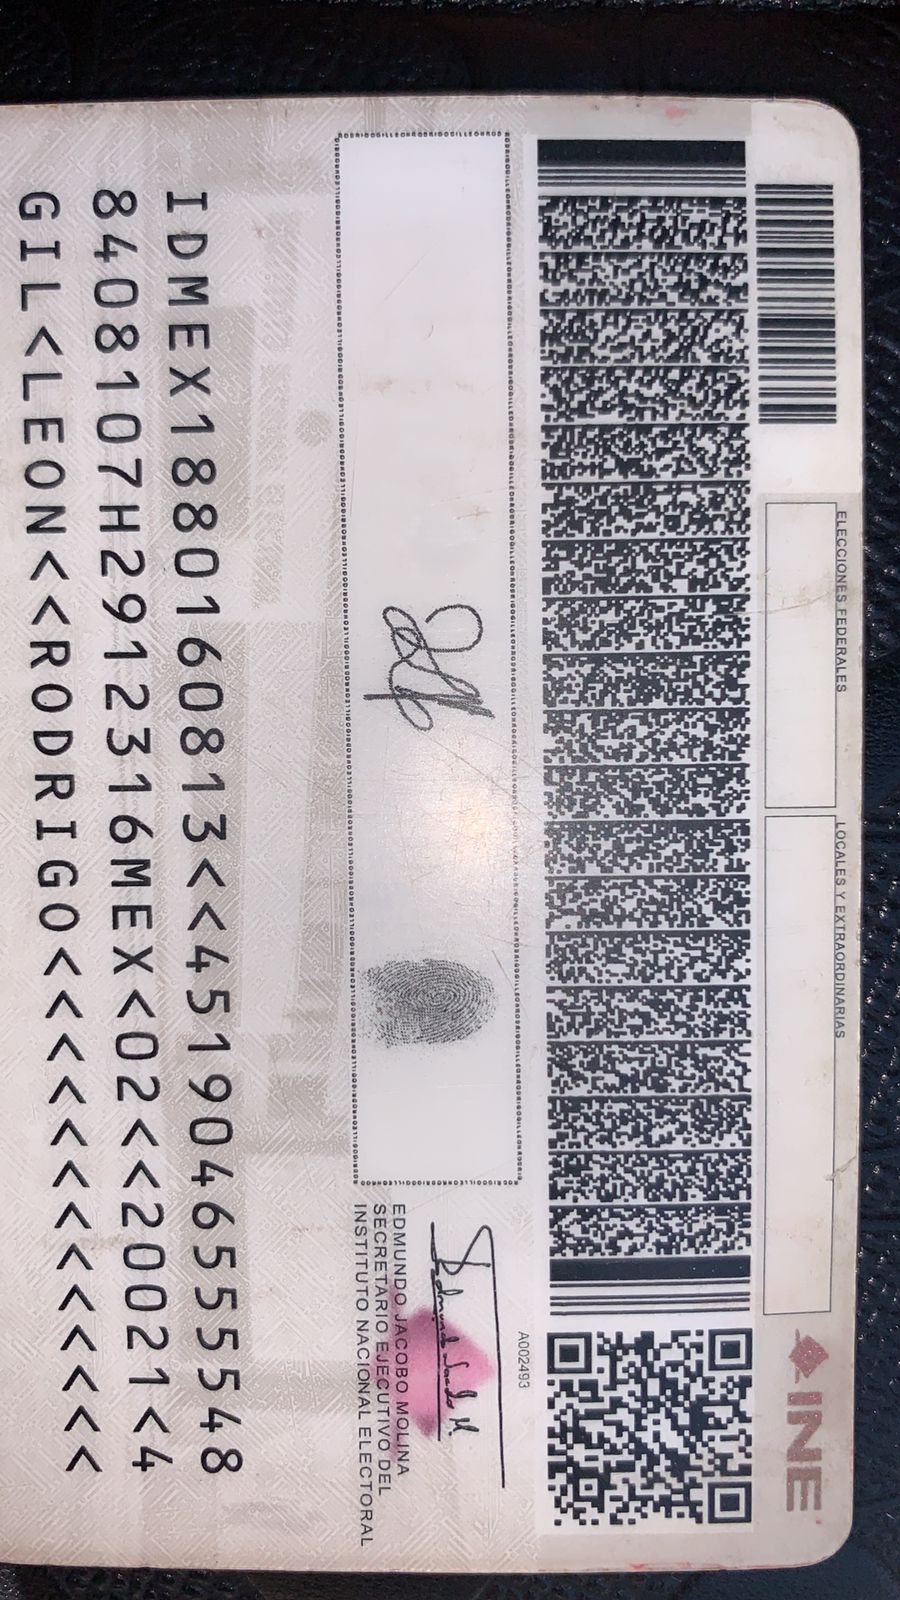 ELECCIONES FEDERALES
LOCALES Y EXTRAORDINARIAS
INE
A002493
EDMUNDO JACOBO MOLINA
SECRETARIO EJECUTIVO DEL
INSTITUTO NACIONAL ELECTORAL
IDMEX1880160813<<4519046555548
8408107H2912316MEX<02<<20021<4
GIL<LEON<<RODRIGO<<<<<<<<<<<<<